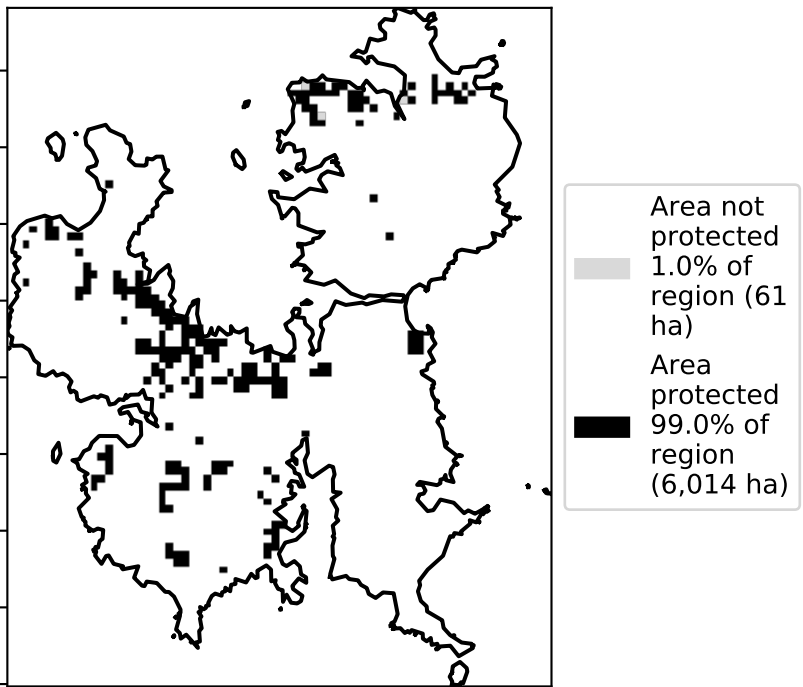 Area not
protected
1.0% of
region (61
ha)
Area
protected
99.0% of
region
(6,014 ha)